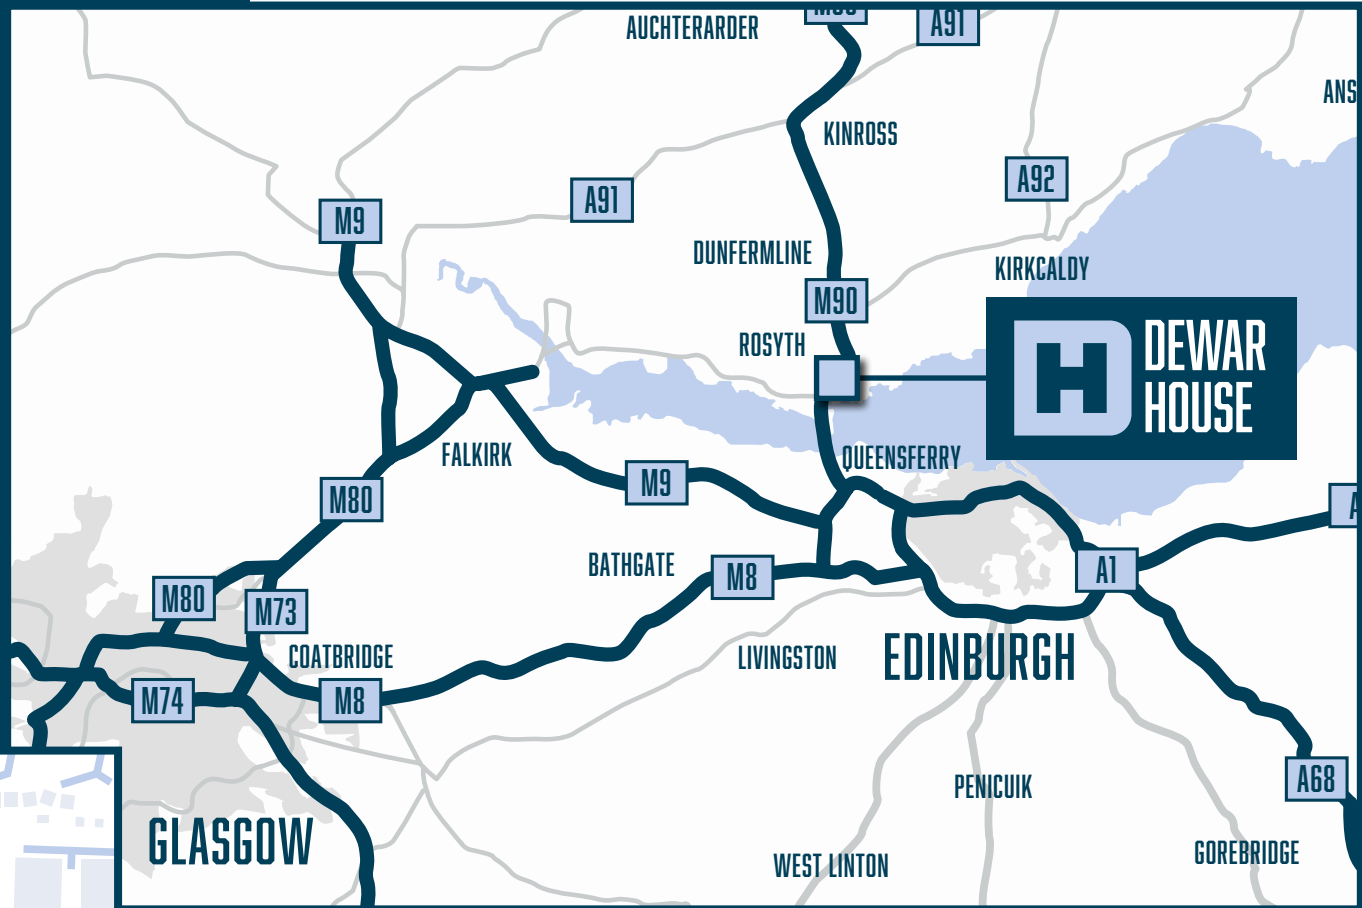 AUCHTERARDER
A91
KINROSS
A92
A91
M9
DUNFERMLINE
KIRKCALDY
M90
ROSYTH
DEWAR
HOUSE
FALKIRK
QUEENSFERRY
M9
M80
BATHGATE
M8
A1
M80
M73
COATBRIDGE
LIVINGSTON
EDINBURGH
M74
M8
PENICUIK
A68
GLASGOW
WEST LINTON
GOREBRIDGE